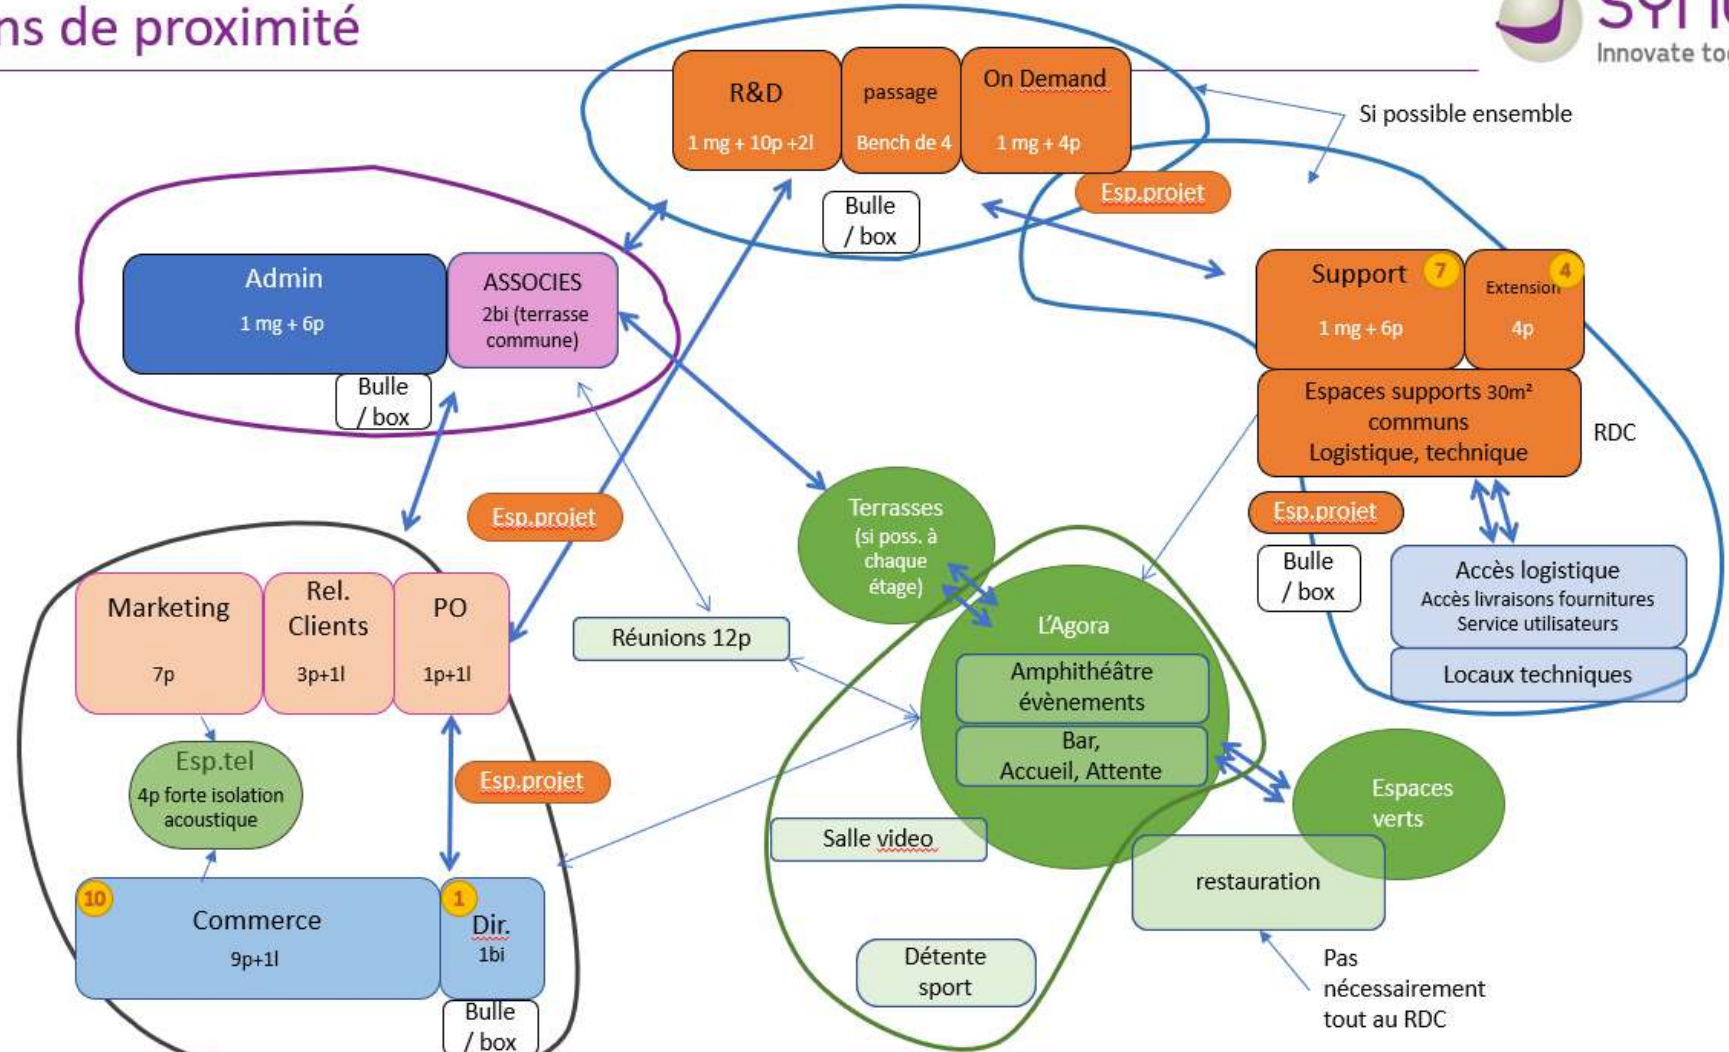 ns de proximité
Innovate tog
R&D
1 mg + 10p +2l
passage
Bench de 4
On Demand
1 mg + 4p
Si possible ensemble
Esp.projet
Bulle
/ box
Admin
1 mg + 6p
ASSOCIES
2bi (terrasse
commune)
Bulle
/ box
Support
7
1 mg + 6p
Extension
4
4p
Espaces supports 30m²
communs
Logistique, technique
RDC
Esp.projet
Bulle
/ box
Accès logistique
Accès livraisons fournitures
Service utilisateurs
Locaux techniques
Esp.projet
Terrasses
(si poss. à
chaque
étage)
Marketing
7p
Rel.
Clients
3p+1l
PO
1p+1l
Réunions 12p
L'Agora
Amphithéâtre
évènements
Bar,
Accueil, Attente
Esp.tel
4p forte isolation
acoustique
Esp.projet
Espaces
verts
Salle video
restauration
10
Commerce
9p+1l
1
Dir.
1bi
Bulle
/ box
Détente
sport
Pas
nécessairement
tout au RDC